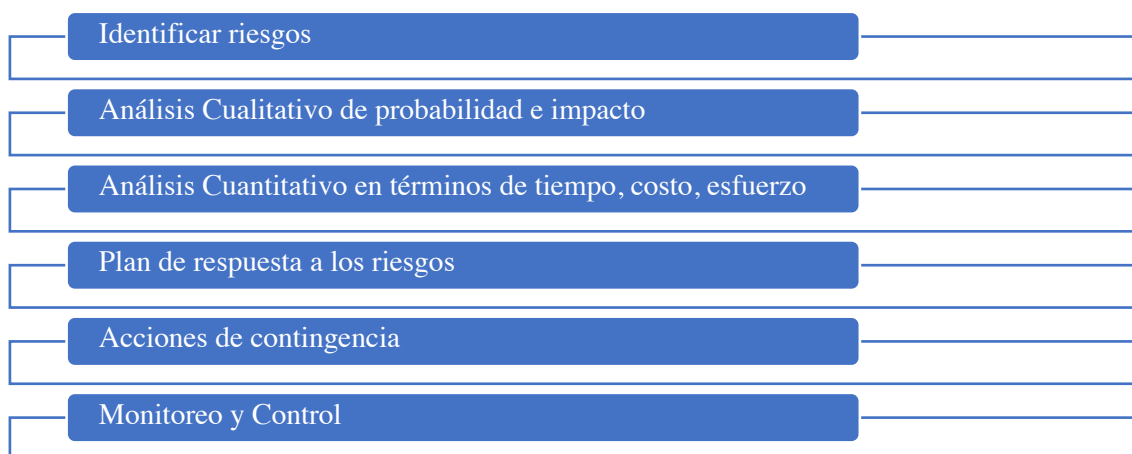 Identificar riesgos
Análisis Cualitativo de probabilidad e impacto
Análisis Cuantitativo en términos de tiempo, costo, esfuerzo
Plan de respuesta a los riesgos
Acciones de contingencia
Monitoreo y Control